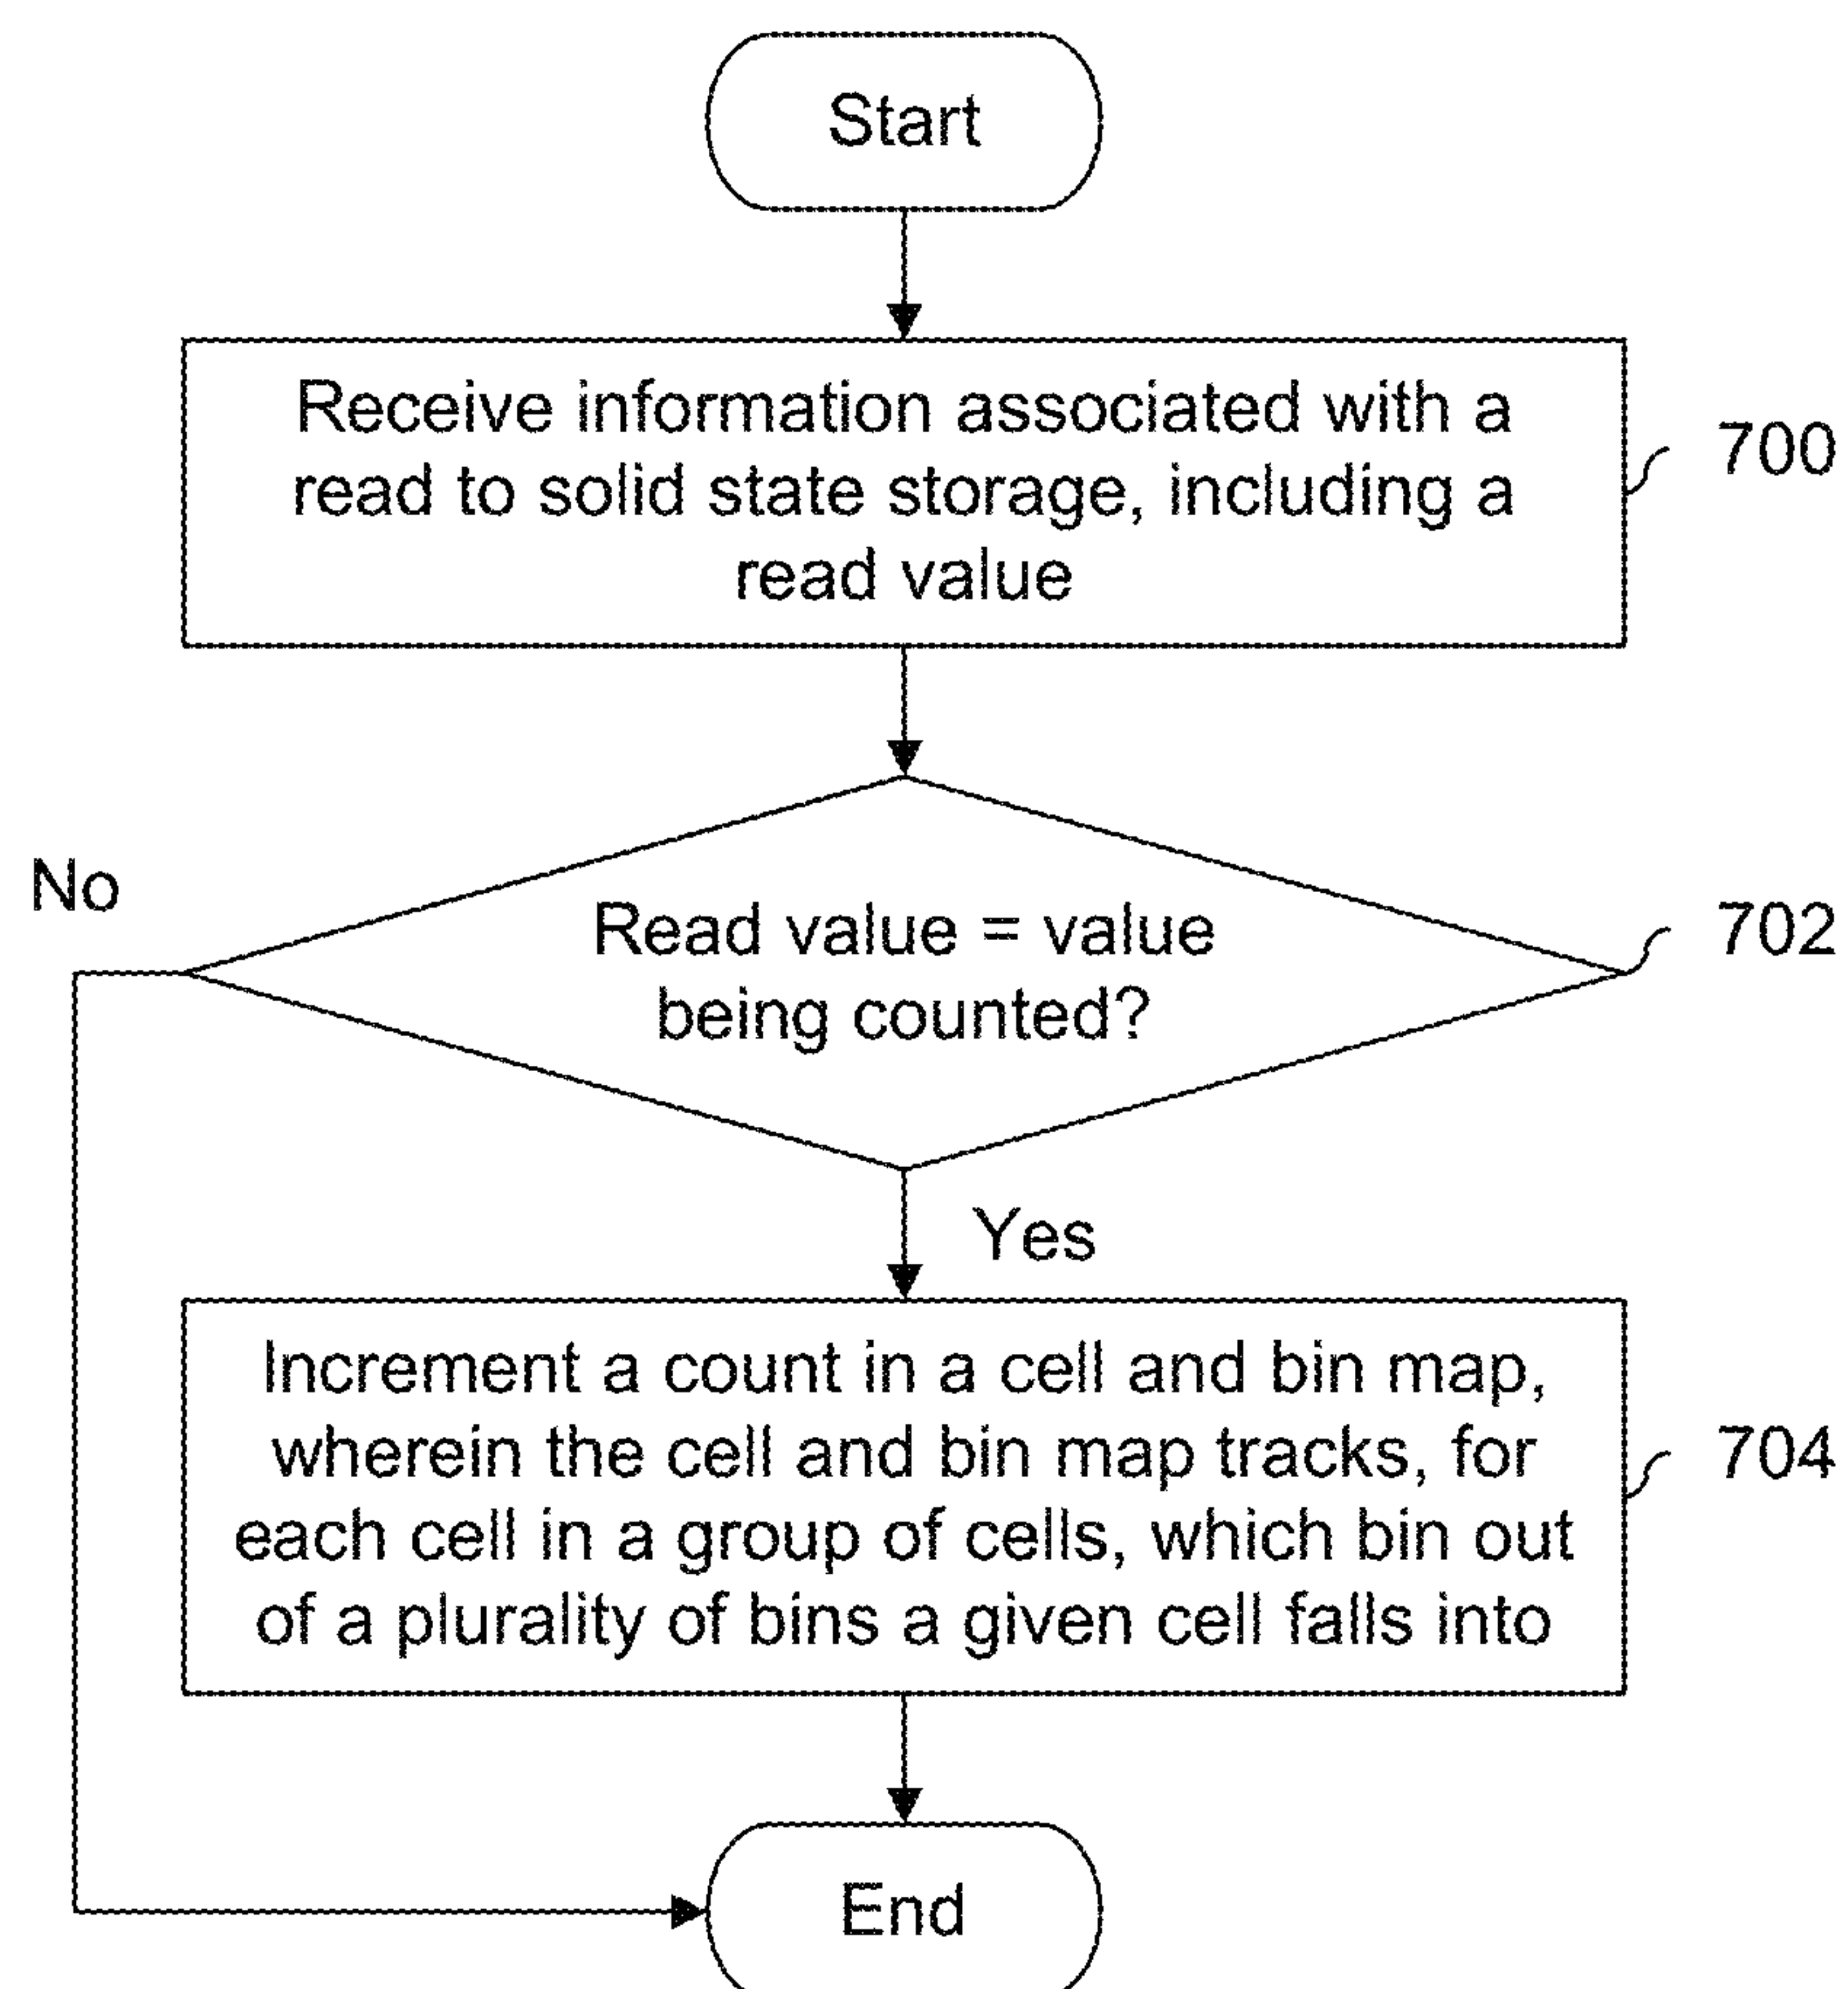 Start
Receive information associated with a
read to solid state storage, including a
read value
700
No
Read value = value
being counted?
702
Yes
Increment a count in a cell and bin map,
wherein the cell and bin map tracks, for
each cell in a group of cells, which bin out
of a plurality of bins a given cell falls into
704
End